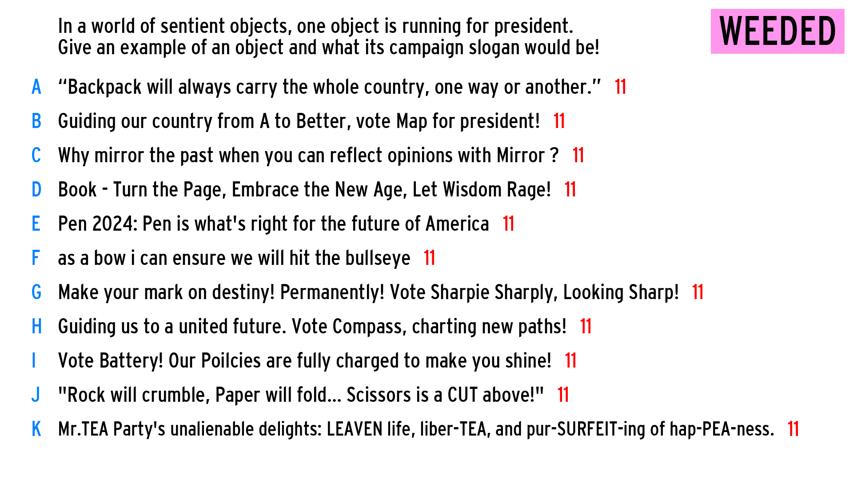 In a world of sentient objects, one object is running for president.
Give an example of an object and what its campaign slogan would be!
WEEDED
A “Backpack will always carry the whole country, one way or another.” 11
B Guiding our country from A to Better, vote Map for president! 11
C Why mirror the past when you can reflect opinions with Mirror ? 11
D Book - Turn the Page, Embrace the New Age, Let Wisdom Rage! 11
E Pen 2024: Pen is what's right for the future of America 11
F as a bow i can ensure we will hit the bullseye 11
G Make your mark on destiny! Permanently! Vote Sharpie Sharply, Looking Sharp! 11
H Guiding us to a united future. Vote Compass, charting new paths! 11
I Vote Battery! Our Poilcies are fully charged to make you shine! 11
J "Rock will crumble, Paper will fold... Scissors is a CUT above!" 11
K Mr.TEA Party's unalienable delights: LEAVEN life, liber-TEA, and pur-SURFEIT-ing of hap-PEA-ness. 11